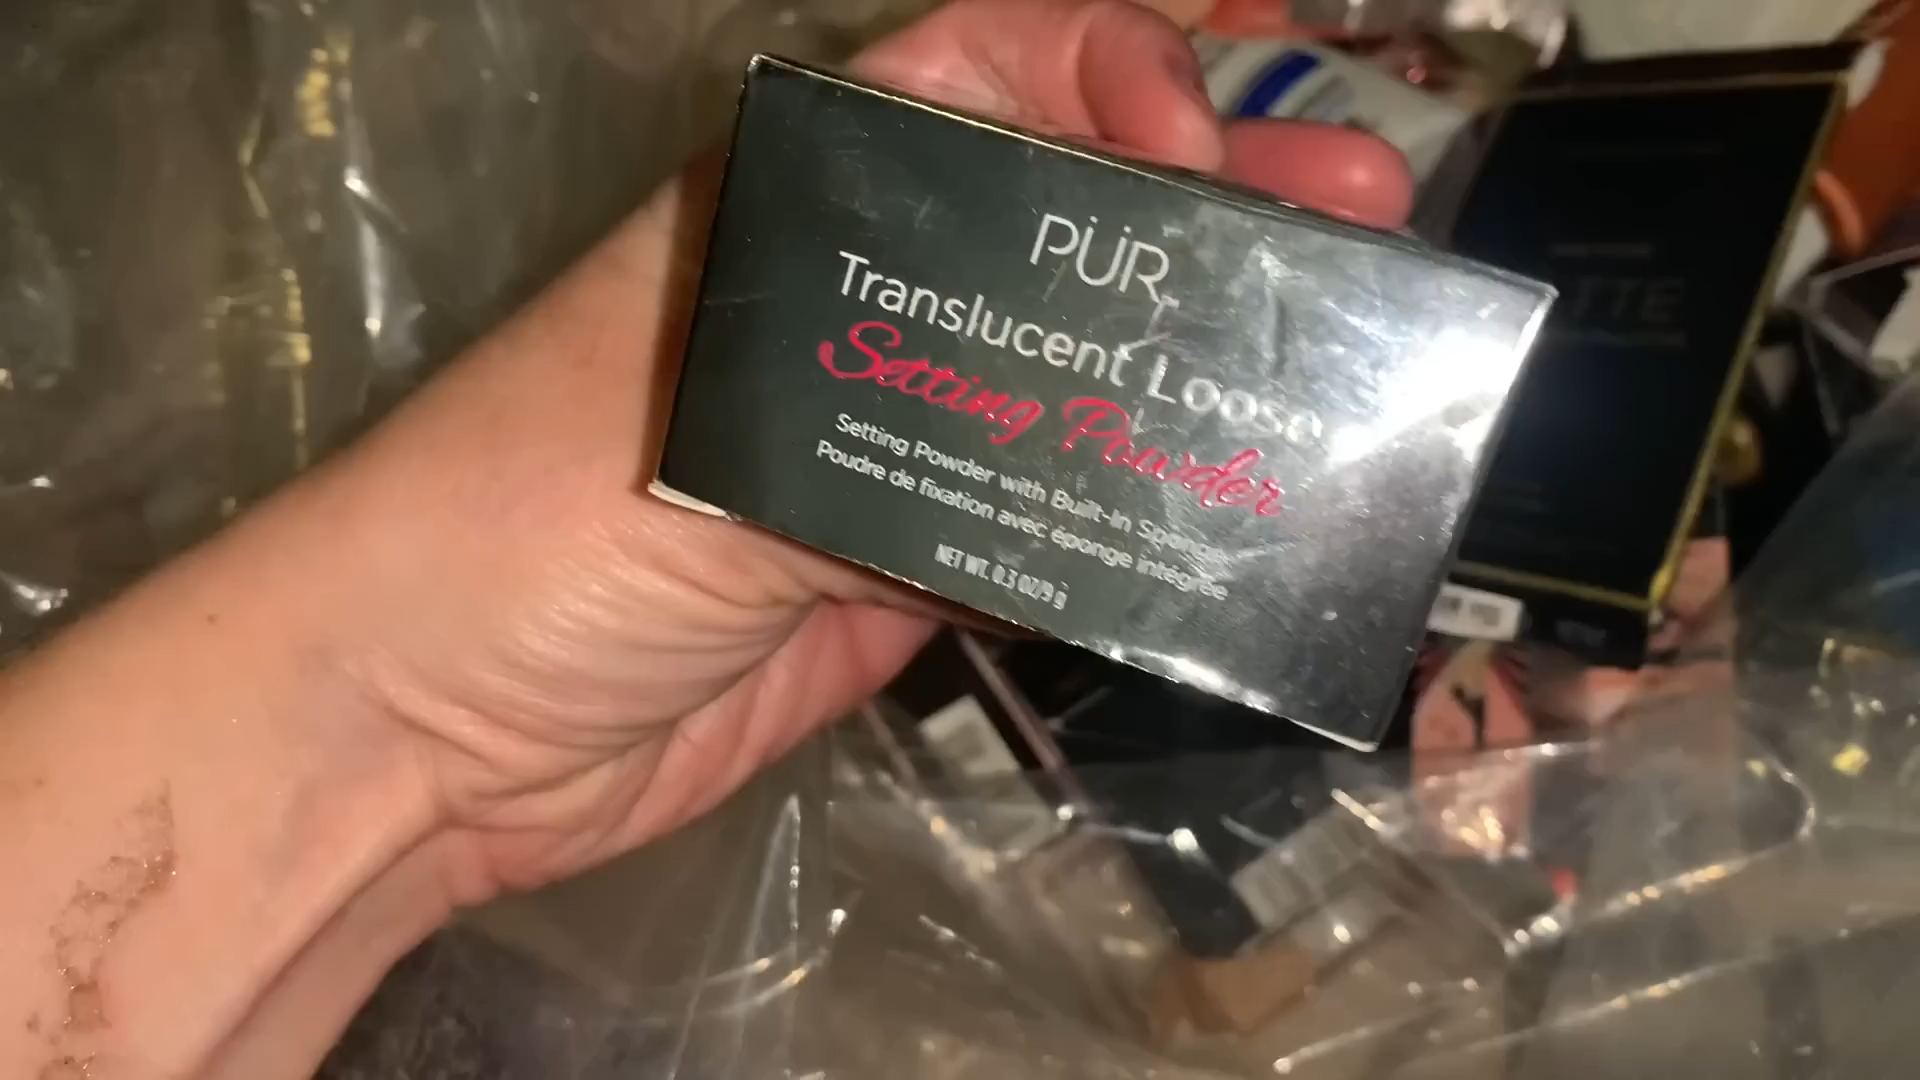 PÜR
Translucent Loose
Setting Powder
Setting Powder with Built-In Sponge
Poudre de fixation avec éponge intégrée
NET WT. 0.3 OZ/9 g